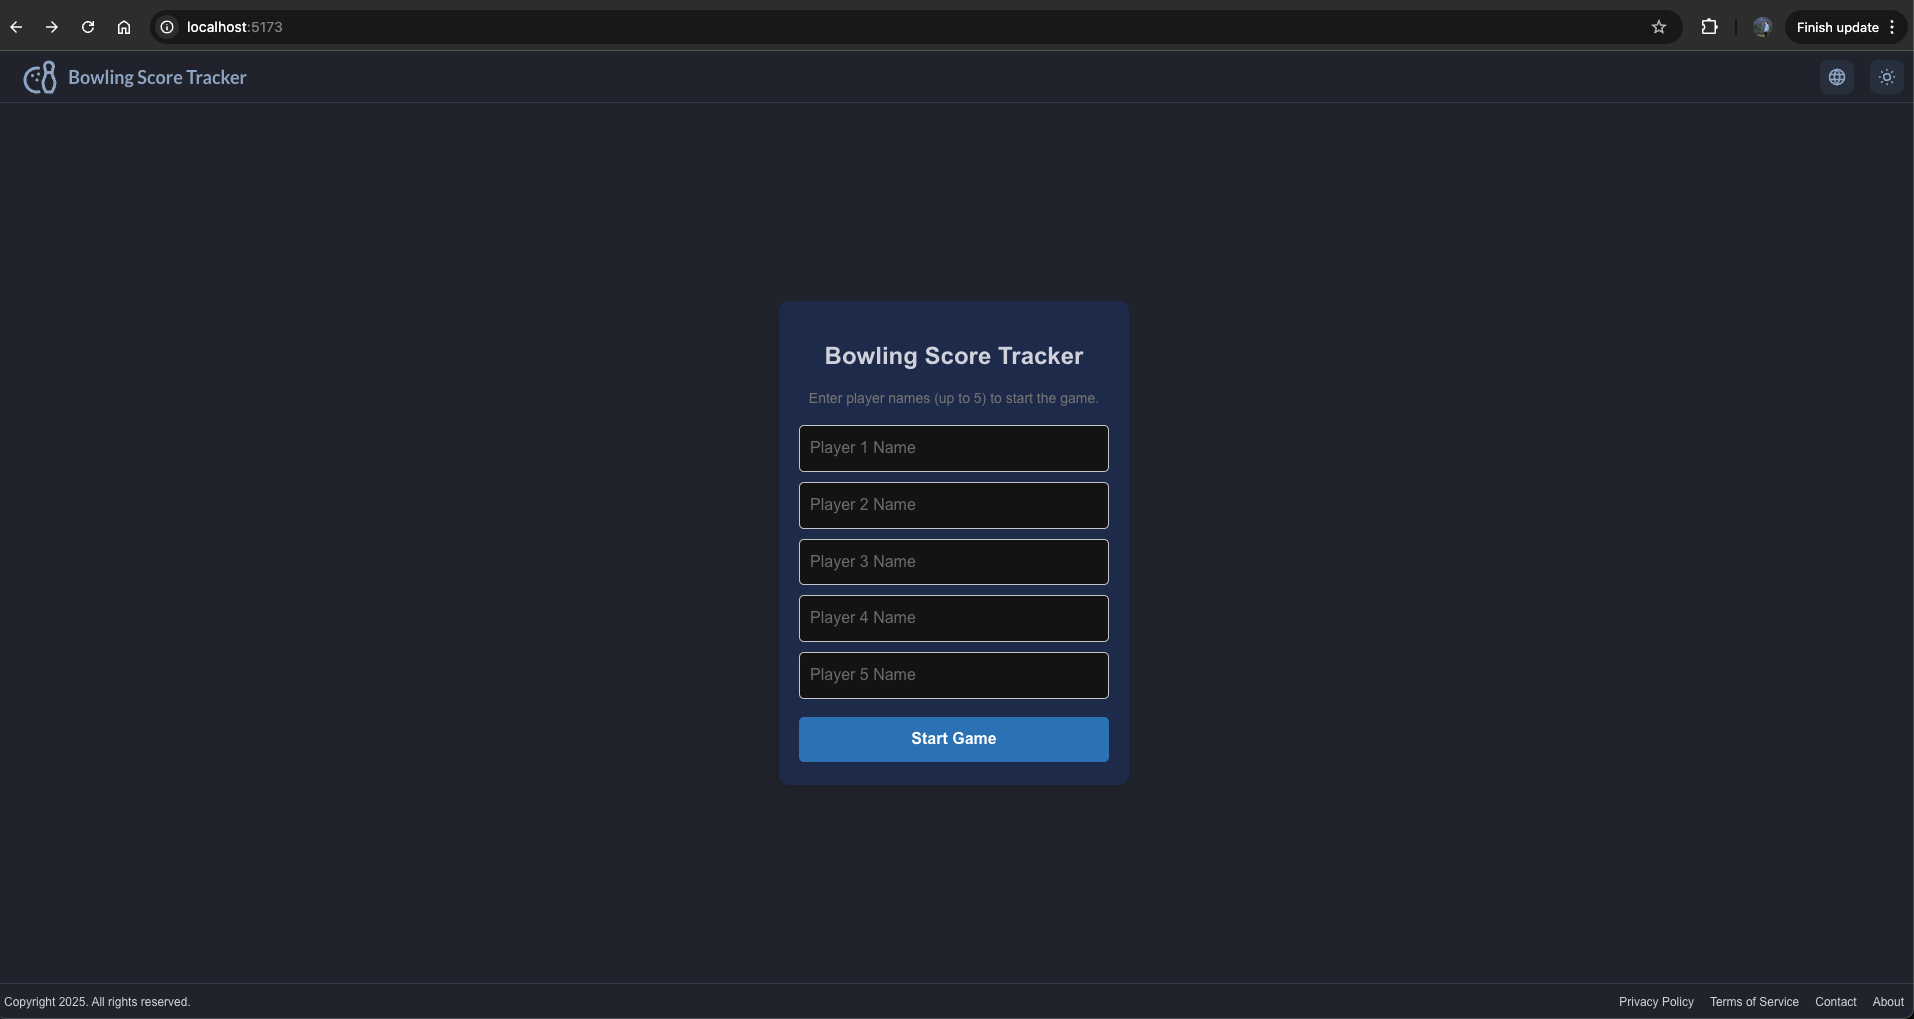 localhost:5173
Finish update
Bowling Score Tracker
Bowling Score Tracker
Enter player names (up to 5) to start the game.
Player 1 Name
Player 2 Name
Player 3 Name
Player 4 Name
Player 5 Name
Start Game
Copyright 2025. All rights reserved.
Privacy Policy Terms of Service Contact About